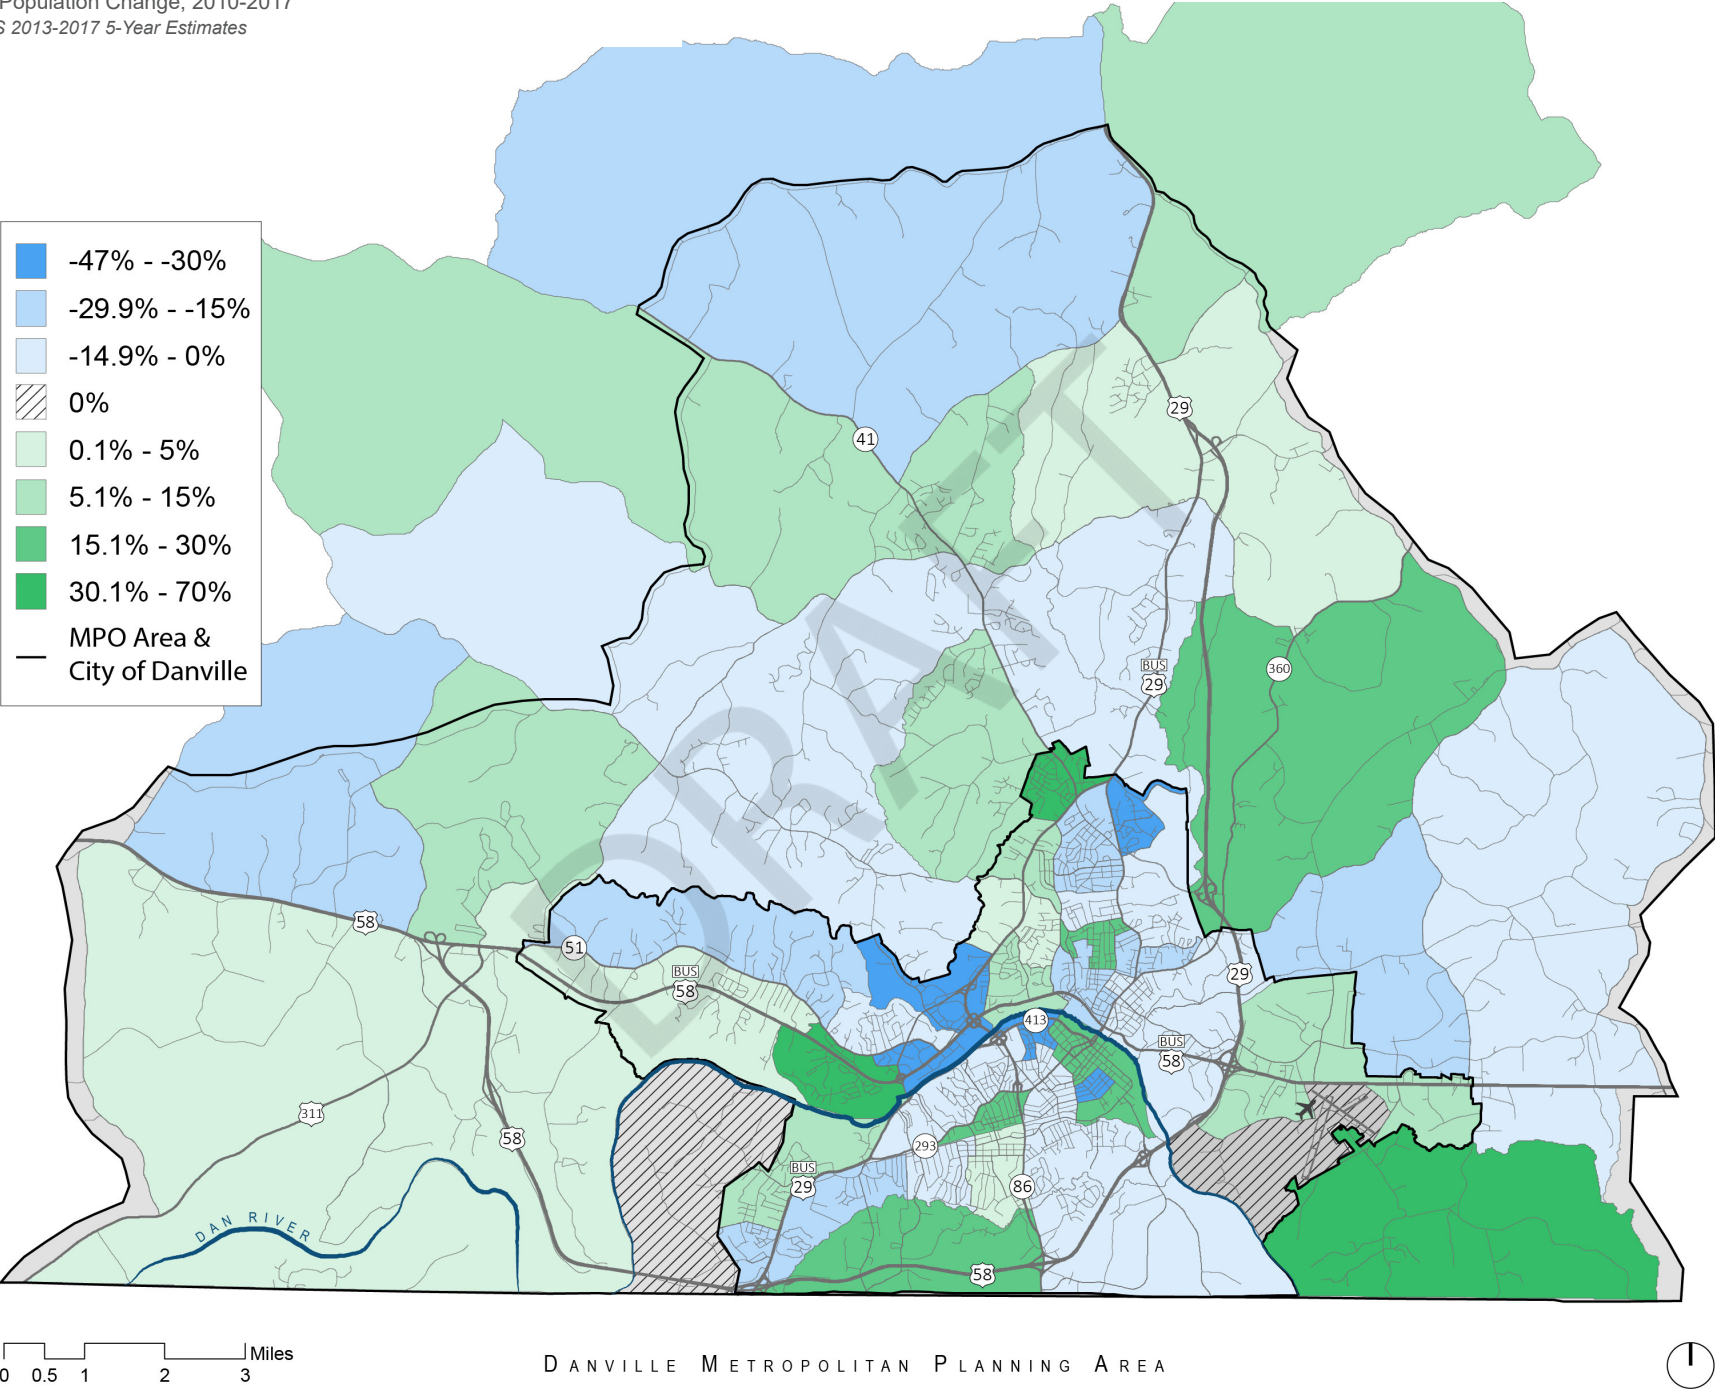 Population Change, 2010-2017
S 2013-2017 5-Year Estimates
-47% - -30%
-29.9% - -15%
-14.9% - 0%
0%
0.1% - 5%
5.1% - 15%
15.1% - 30%
30.1% - 70%
MPO Area &
City of Danville
DRAFT
29
41
BUS
29
360
58
51
BUS
58
29
413
BUS
58
311
58
293
BUS
29
86
DAN RIVER
58
0 0.5 1 2 3 Miles
DANVILLE METROPOLITAN PLANNING AREA